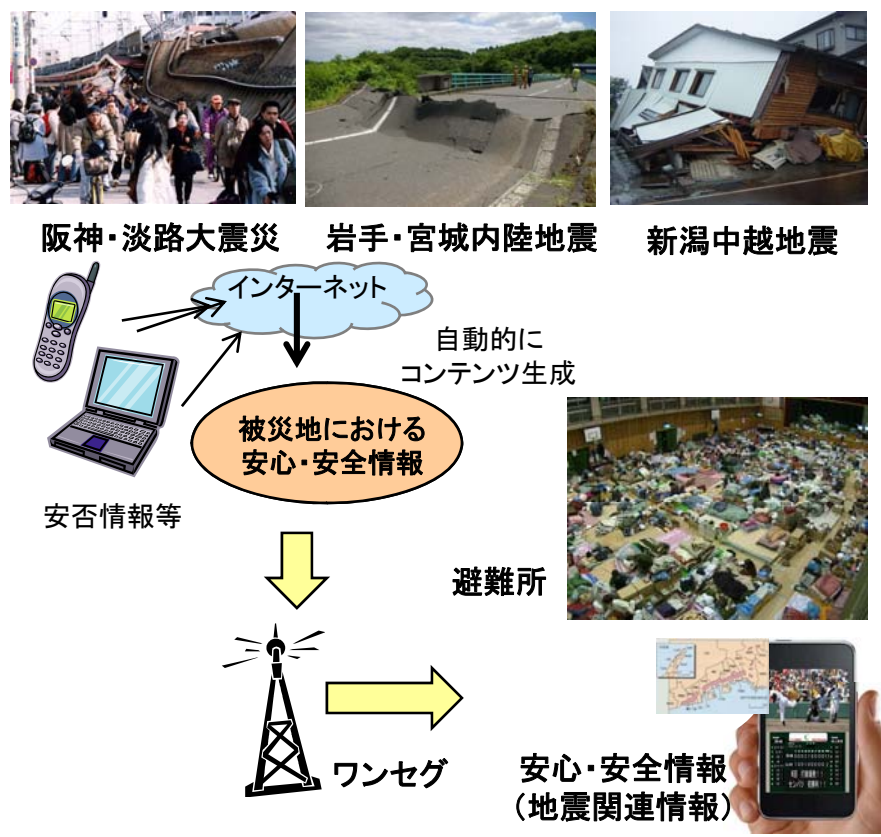 阪神・淡路大震災
岩手・宮城内陸地震
新潟中越地震
インターネット
自動的に
コンテンツ生成
被災地における
安心・安全情報
安否情報等
避難所
ワンセグ
安心・安全情報
（地震関連情報）